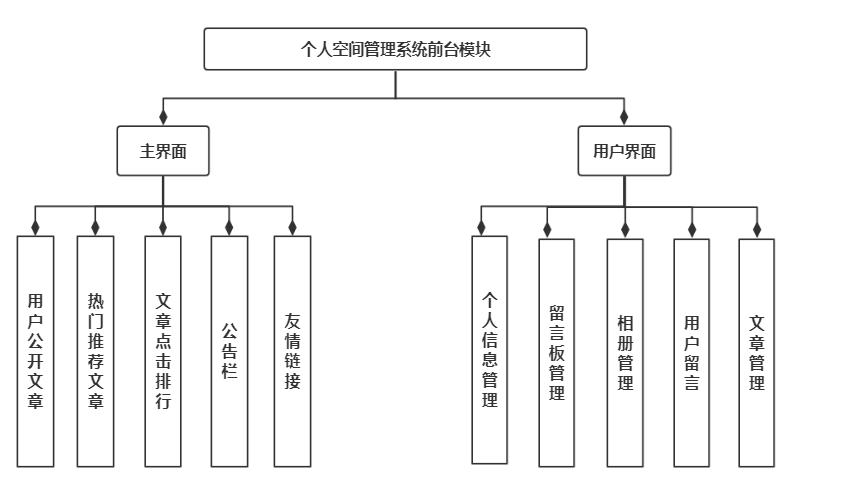 个人空间管理系统前台模块
主界面
用户界面
用户公开文章
热门推荐文章
文章点击排行
公告栏
友情链接
个人信息管理
留言板管理
相册管理
用户留言
文章管理